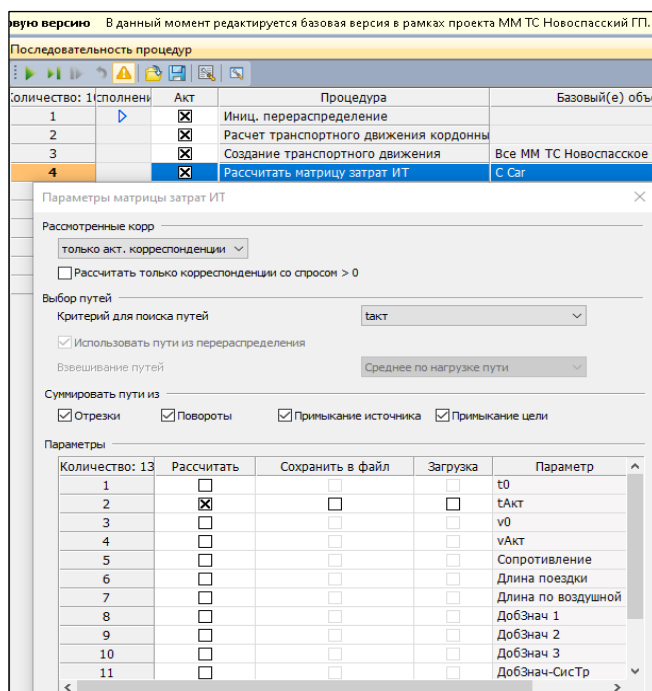 овую версию В данный момент редактируется базовая версия в рамках проекта ММ ТС Новоспасский ГП.
Последовательность процедур
Количество: 1 сполнени Акт Процедура Базовый(е) объ
1 Иниц. перераспределение
2 Расчет транспортного движения кордонны
3 Создание транспортного движения Все ММ ТС Новоспасское
4 Рассчитать матрицу затрат ИТ C Car
Параметры матрицы затрат ИТ
Рассмотренные корр
только акт. корреспонденции
Рассчитать только корреспонденции со спросом > 0
Выбор путей
Критерий для поиска путей tакт
Использовать пути из перераспределения
Взвешивание путей Среднее по нагрузке пути
Суммировать пути из
Отрезки Повороты Примыкание источника Примыкание цели
Параметры
Количество: 13 Рассчитать Сохранить в файл Загрузка Параметр
1 t0
2 tАкт
3 v0
4 vАкт
5 Сопротивление
6 Длина поездки
7 Длина по воздушной
8 ДобЗнач 1
9 ДобЗнач 2
10 ДобЗнач 3
11 ДобЗнач-СисТр